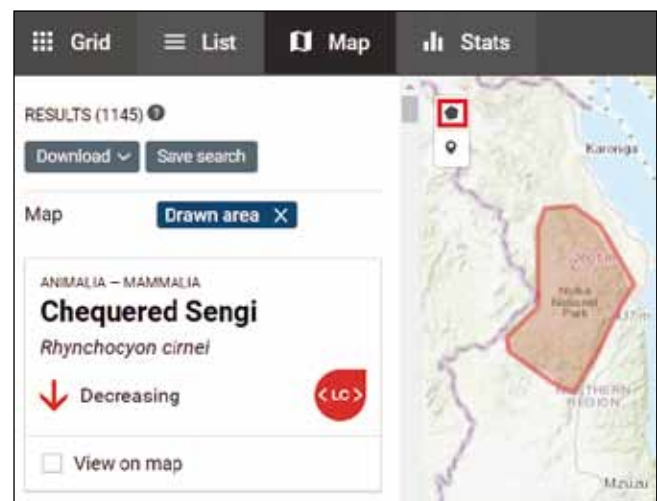 Grid List Map Stats
RESULTS (1145) ?
Download Save search
Map Drawn area X
ANIMALIA – MAMMALIA
Chequered Sengi
Rhynchocyon cirnei
Decreasing
< LC >
View on map
Karonga
National
Park
NORTHERN
REGION
Mzuzu